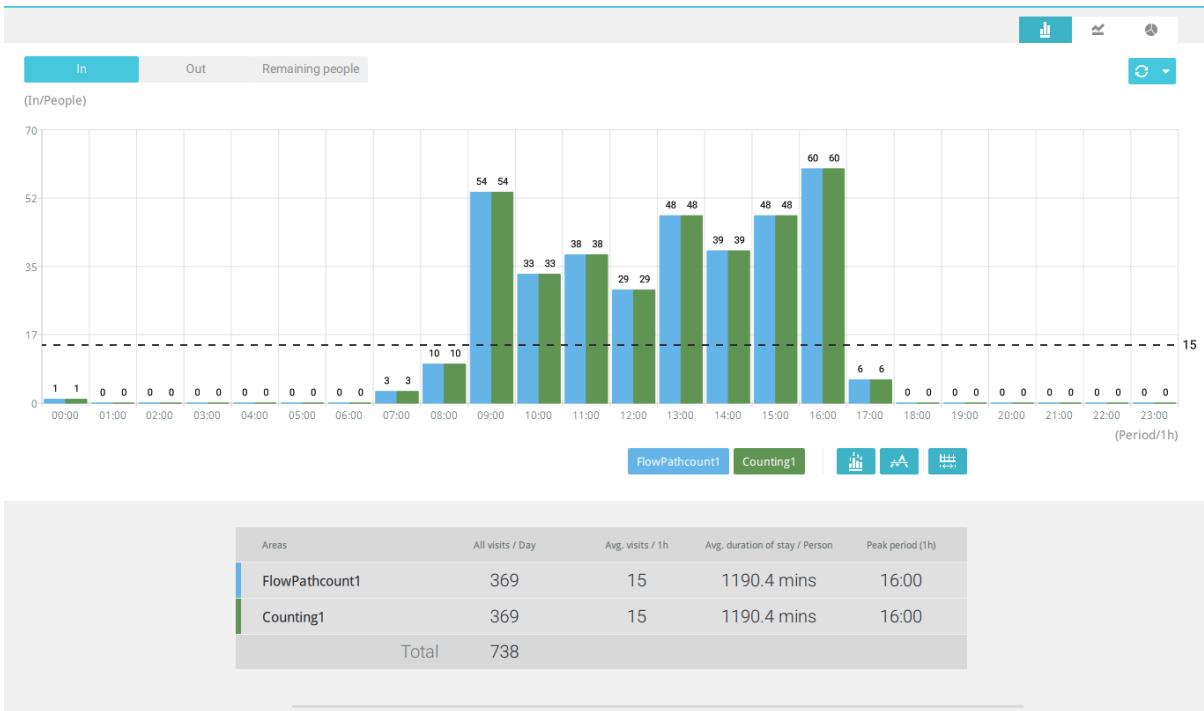 In Out Remaining people
(In/People)
70
60 60
54 54
52
48 48 48 48
39 39
38 38
35
33 33
29 29
17
15
10 10
6 6
3 3
1 1 0 0 0 0 0 0 0 0 0 0 0 0 0 0 0 0 0 0 0 0 0 0 0 0
0
00:00 01:00 02:00 03:00 04:00 05:00 06:00 07:00 08:00 09:00 10:00 11:00 12:00 13:00 14:00 15:00 16:00 17:00 18:00 19:00 20:00 21:00 22:00 23:00
(Period/1h)
FlowPathcount1 Counting1
Areas All visits / Day Avg. visits / 1h Avg. duration of stay / Person Peak period (1h)
FlowPathcount1 369 15 1190.4 mins 16:00
Counting1 369 15 1190.4 mins 16:00
Total 738